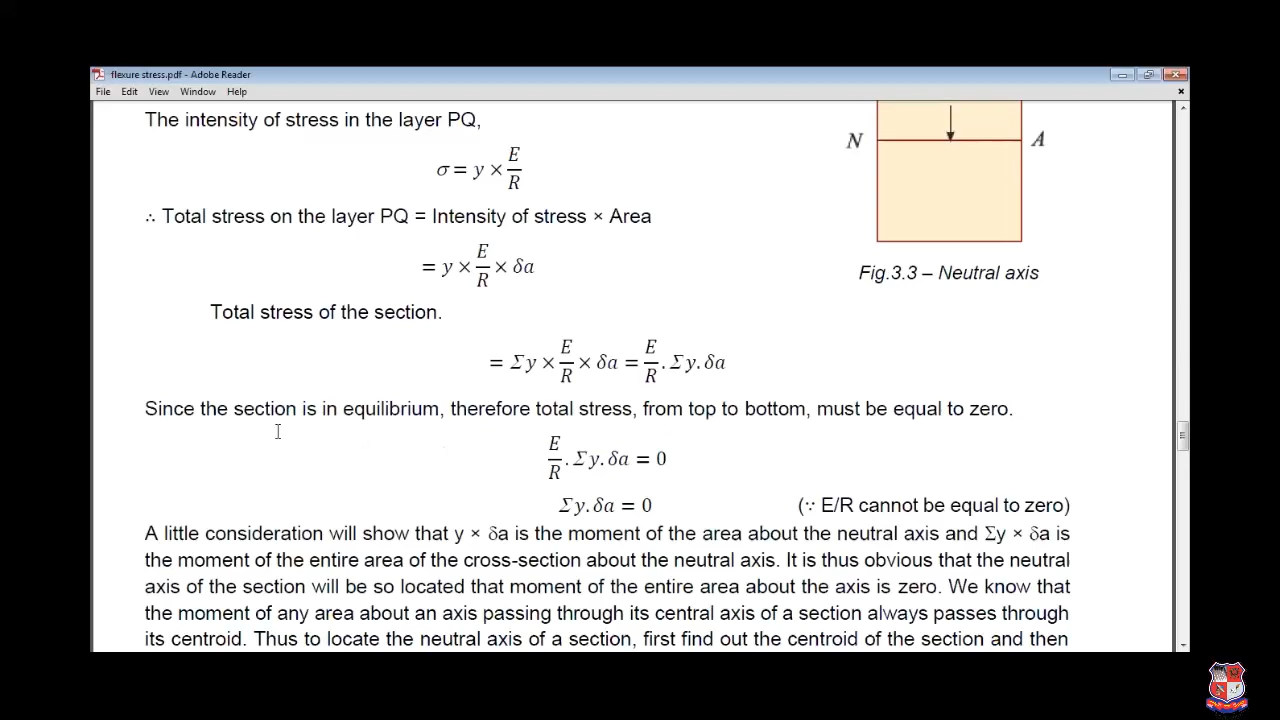 flexure stress.pdf - Adobe Reader
File Edit View Window Help
The intensity of stress in the layer PQ,
σ = y × E/R
N A
∴ Total stress on the layer PQ = Intensity of stress × Area
= y × E/R × δa
Fig.3.3 – Neutral axis
Total stress of the section.
= Σy × E/R × δa = E/R . Σy. δa
Since the section is in equilibrium, therefore total stress, from top to bottom, must be equal to zero.
E/R . Σy. δa = 0
Σy. δa = 0 (∵ E/R cannot be equal to zero)
A little consideration will show that y × δa is the moment of the area about the neutral axis and Σy × δa is
the moment of the entire area of the cross-section about the neutral axis. It is thus obvious that the neutral
axis of the section will be so located that moment of the entire area about the axis is zero. We know that
the moment of any area about an axis passing through its central axis of a section always passes through
its centroid. Thus to locate the neutral axis of a section, first find out the centroid of the section and then